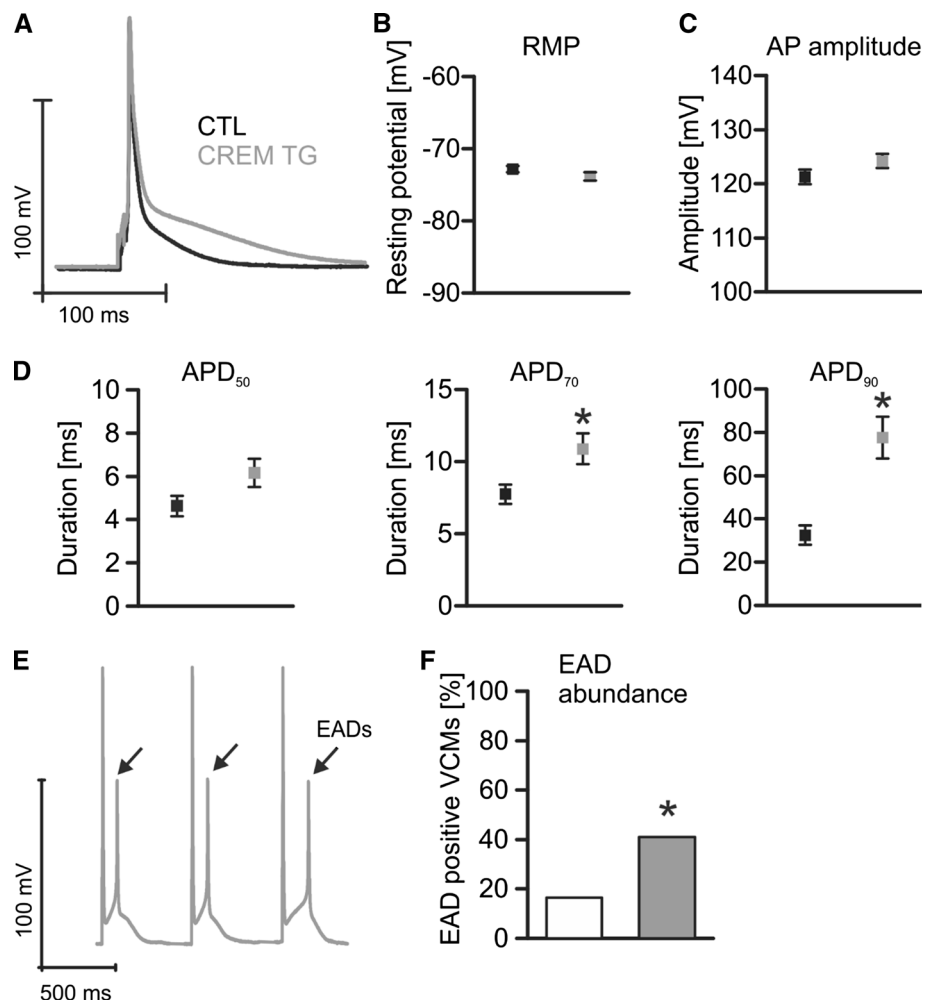 A
100 mV
100 ms
CTL
CREM TG
B
RMP
Resting potential [mV]
-60
-70
-80
-90
C
AP amplitude
Amplitude [mV]
140
130
120
110
100
D
APD50
Duration [ms]
10
8
6
4
2
0
APD70
Duration [ms]
15
10
5
0
*
APD90
Duration [ms]
100
80
60
40
20
0
*
E
100 mV
500 ms
EADs
F
EAD
abundance
EAD positive VCMs [%]
100
80
60
40
20
0
*